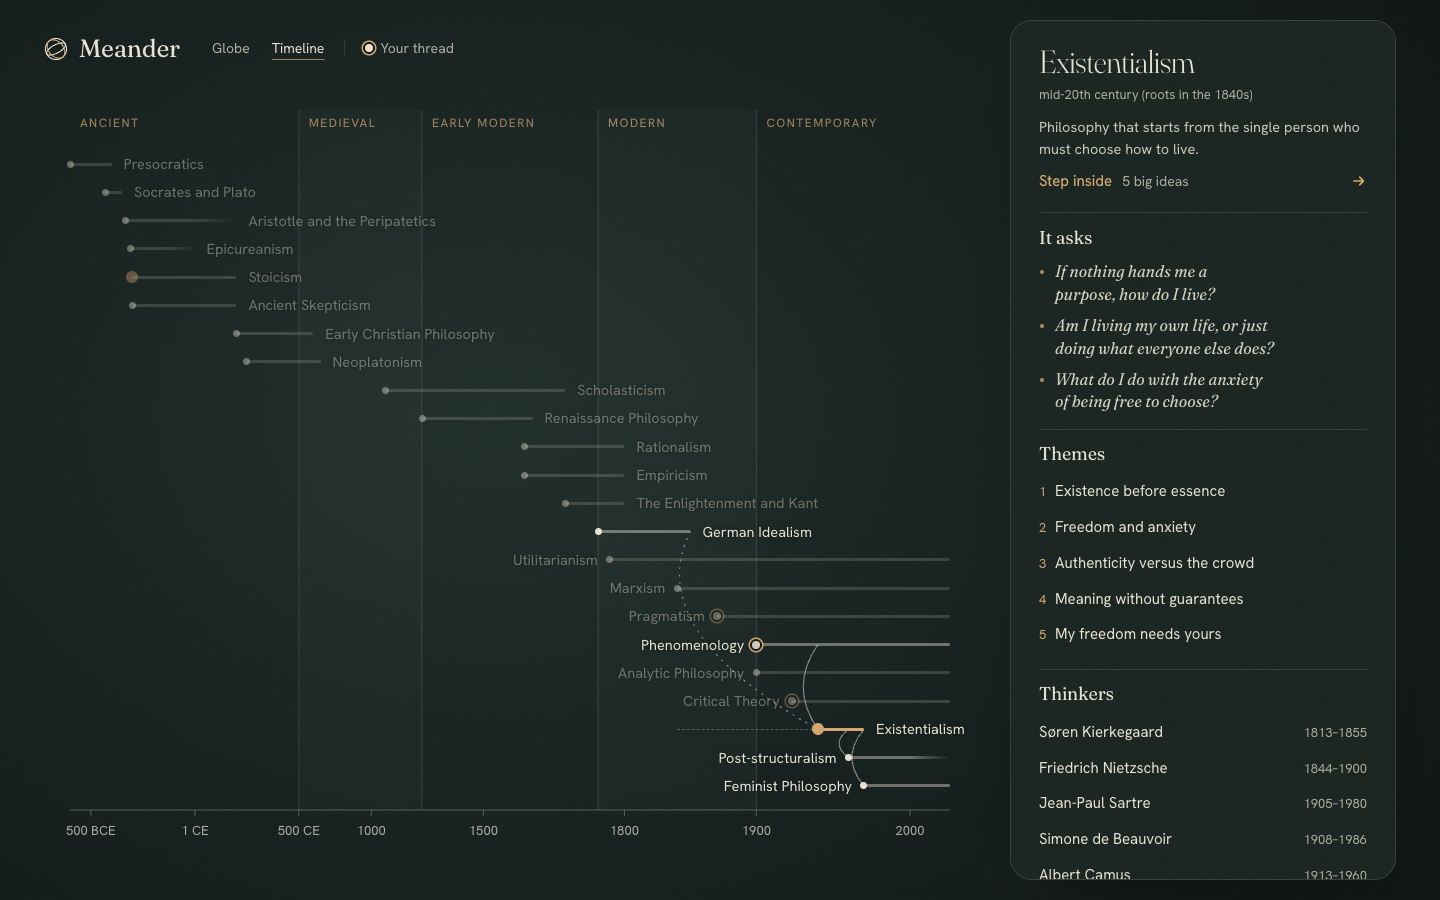 Meander
Globe
Timeline
Your thread
ANCIENT
MEDIEVAL
EARLY MODERN
MODERN
CONTEMPORARY
Presocratics
Socrates and Plato
Aristotle and the Peripatetics
Epicureanism
Stoicism
Ancient Skepticism
Early Christian Philosophy
Neoplatonism
Scholasticism
Renaissance Philosophy
Rationalism
Empiricism
The Enlightenment and Kant
German Idealism
Utilitarianism
Marxism
Pragmatism
Phenomenology
Analytic Philosophy
Critical Theory
Existentialism
Post-structuralism
Feminist Philosophy
500 BCE
1 CE
500 CE
1000
1500
1800
1900
2000
Existentialism
mid-20th century (roots in the 1840s)
Philosophy that starts from the single person who
must choose how to live.
Step inside 5 big ideas →
It asks
• If nothing hands me a
purpose, how do I live?
• Am I living my own life, or just
doing what everyone else does?
• What do I do with the anxiety
of being free to choose?
Themes
1 Existence before essence
2 Freedom and anxiety
3 Authenticity versus the crowd
4 Meaning without guarantees
5 My freedom needs yours
Thinkers
Søren Kierkegaard 1813–1855
Friedrich Nietzsche 1844–1900
Jean-Paul Sartre 1905–1980
Simone de Beauvoir 1908–1986
Albert Camus 1913–1960